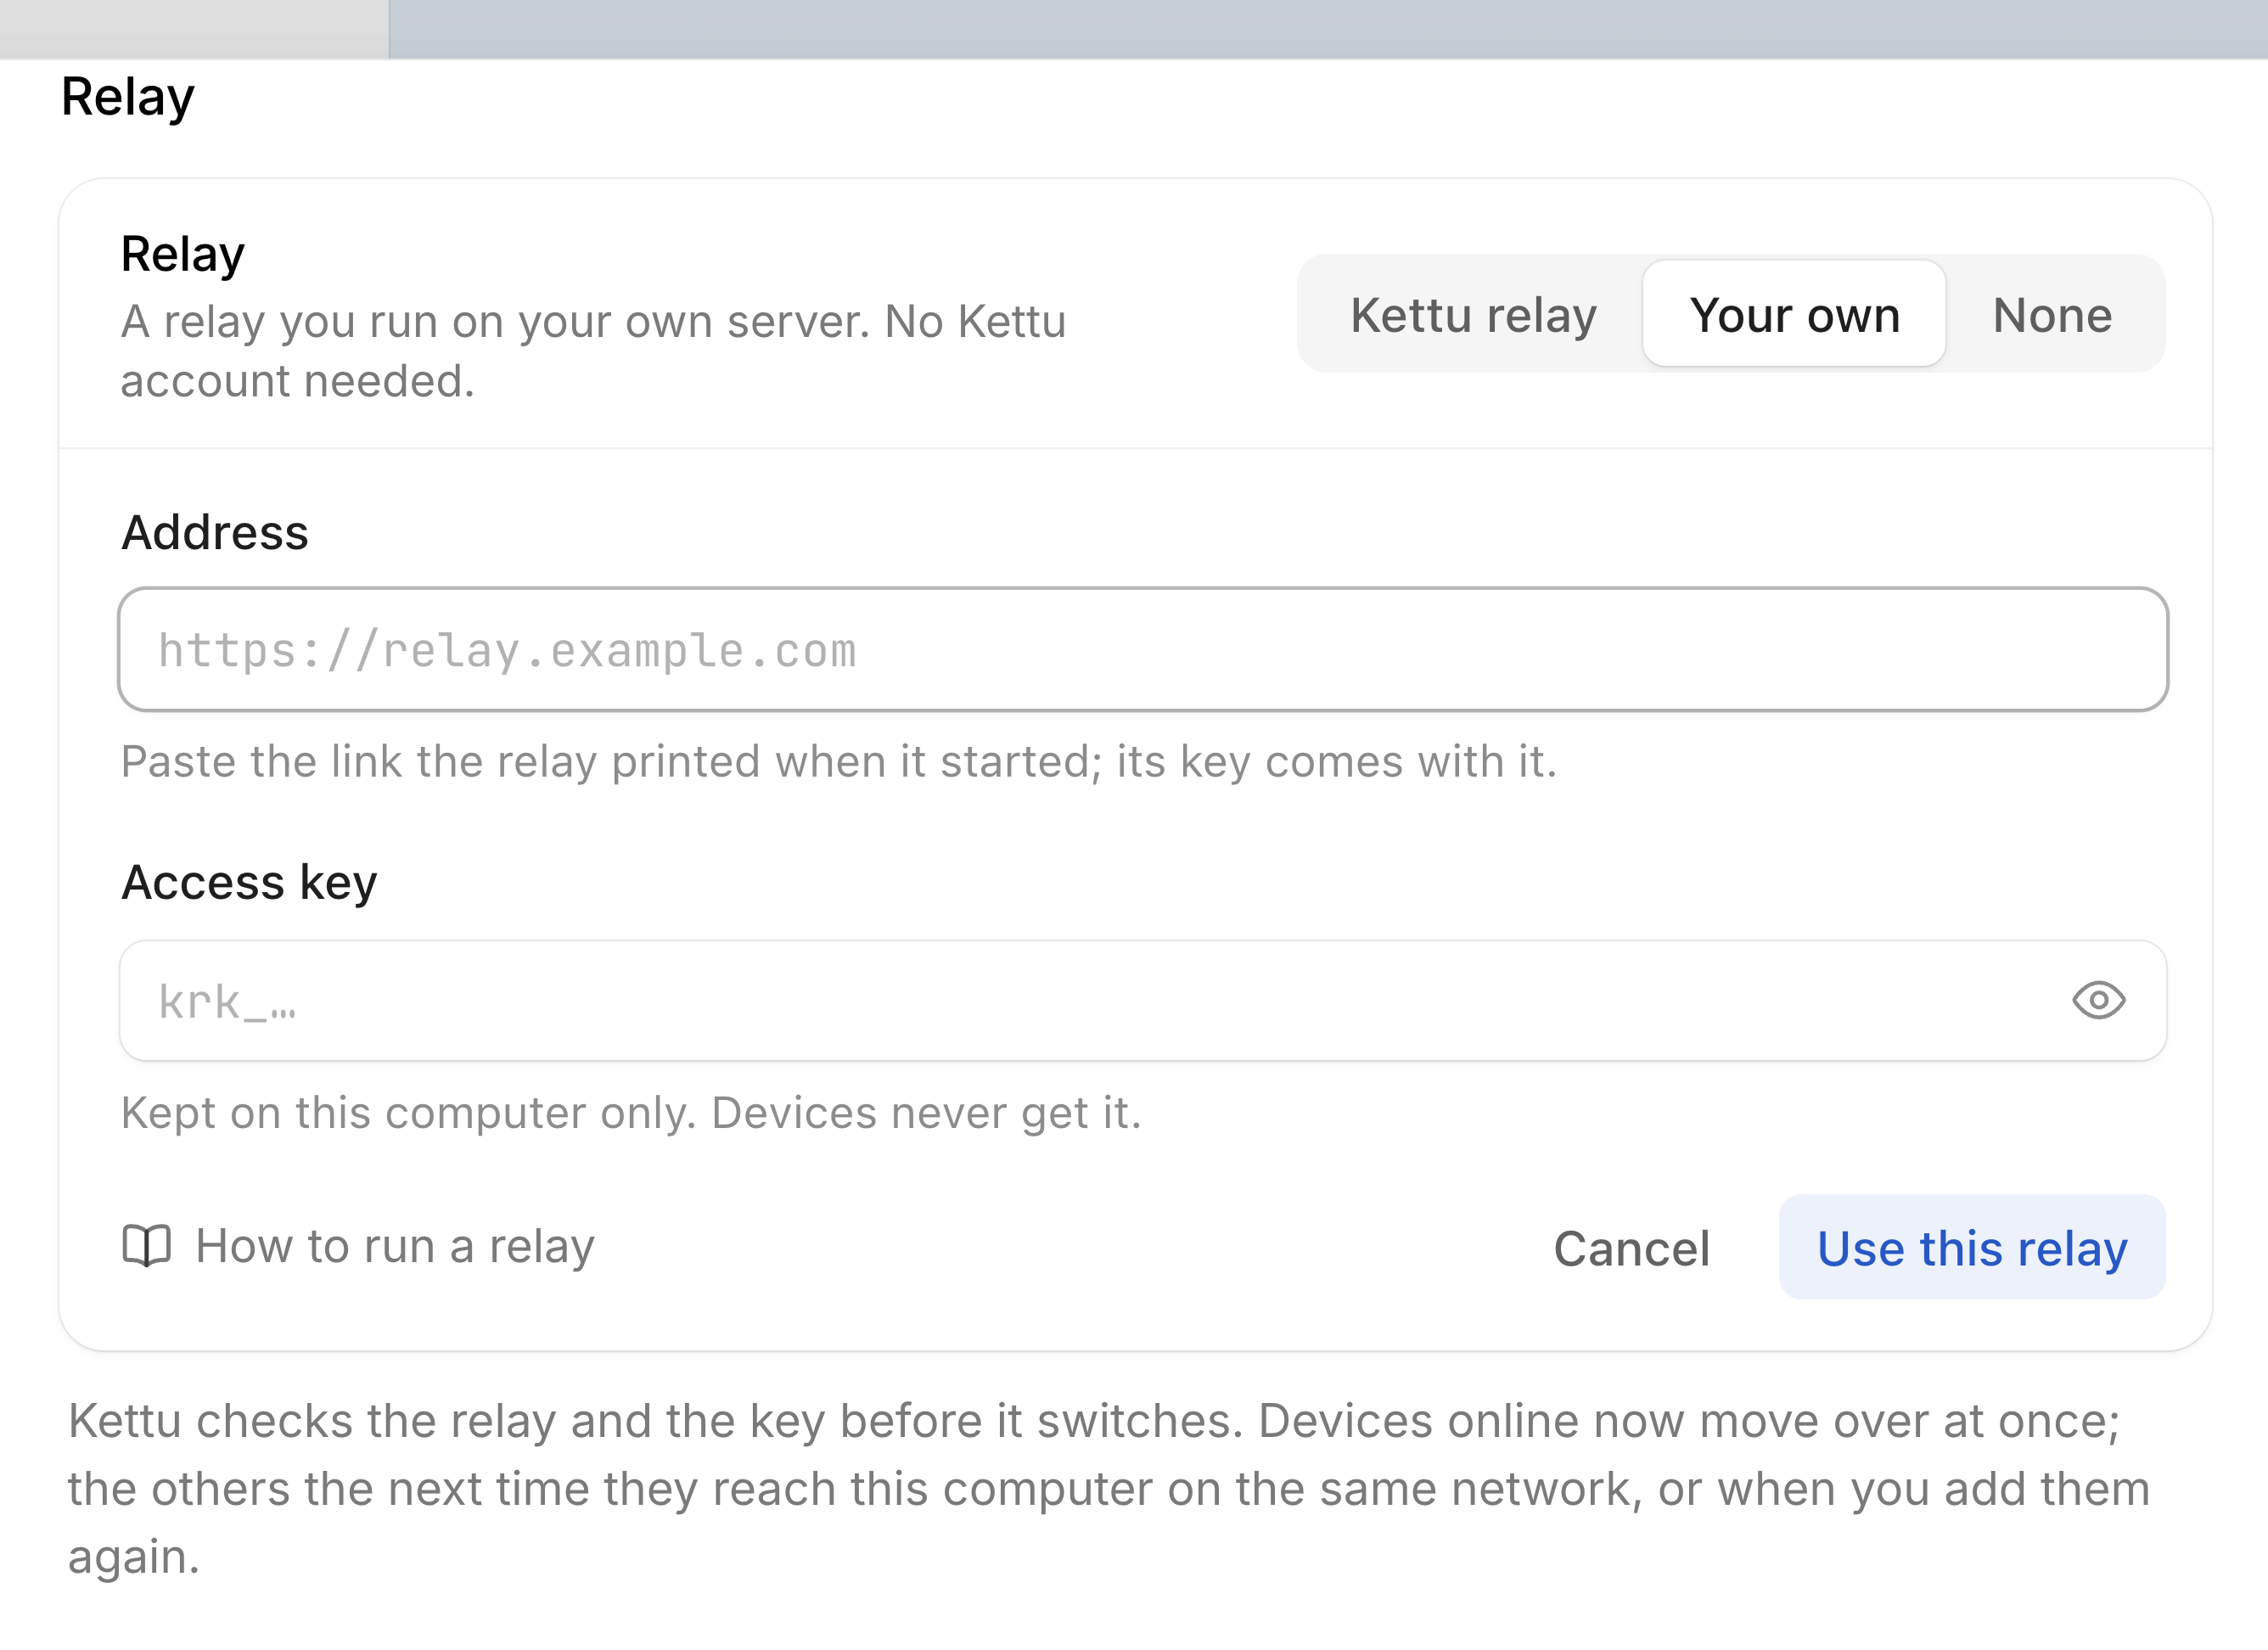 Relay
Relay
A relay you run on your own server. No Kettu
account needed.
Kettu relay
Your own
None
Address
https://relay.example.com
Paste the link the relay printed when it started; its key comes with it.
Access key
krk_…
Kept on this computer only. Devices never get it.
How to run a relay
Cancel
Use this relay
Kettu checks the relay and the key before it switches. Devices online now move over at once;
the others the next time they reach this computer on the same network, or when you add them
again.